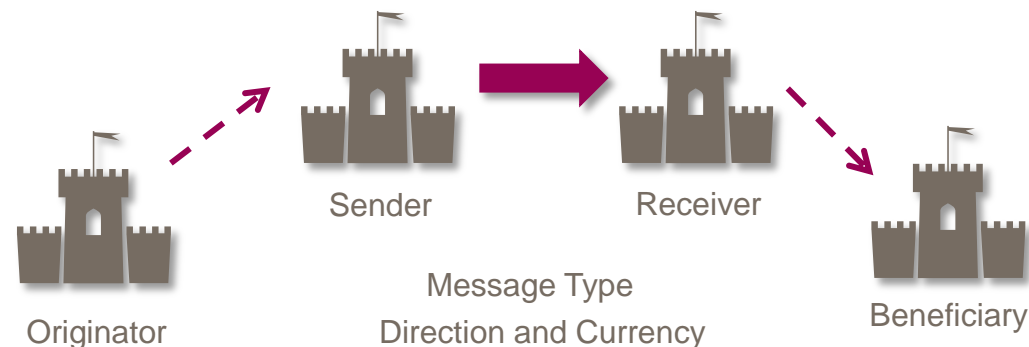 Sender
Receiver
Originator
Message Type
Direction and Currency
Beneficiary